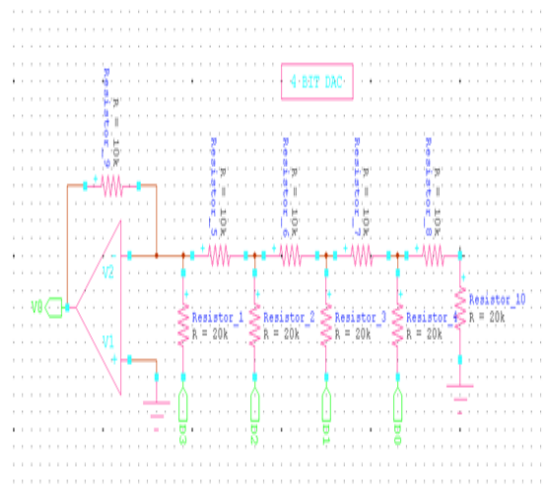 4-BIT DAC
Resistor_9
R = 10k
Resistor_5
R = 10k
Resistor_6
R = 10k
Resistor_7
R = 10k
Resistor_8
R = 10k
V2
V1
Resistor_1
R = 20k
Resistor_2
R = 20k
Resistor_3
R = 20k
Resistor_4
R = 20k
Resistor_10
R = 20k
D3
D2
D1
D0